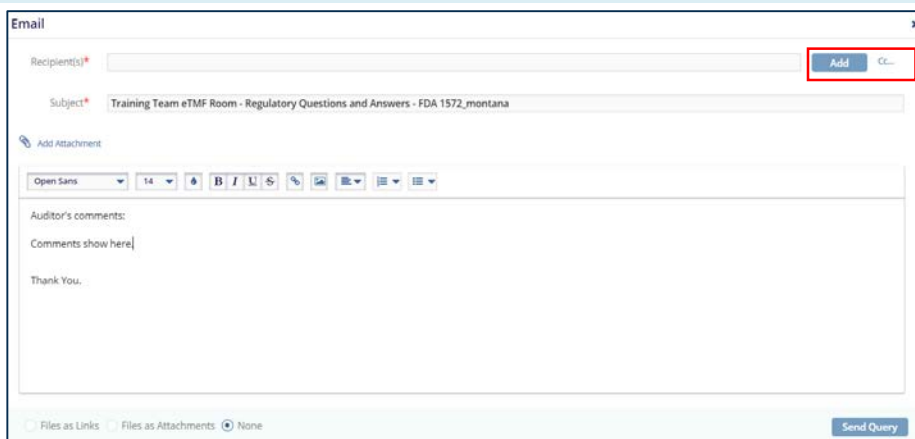 Email
Recipient(s)* Add Cc...
Subject* Training Team eTMF Room - Regulatory Questions and Answers - FDA 1572_montana
Add Attachment
Open Sans 14 B I U S
Auditor's comments:
Comments show here.
Thank You.
Files as Links Files as Attachments None Send Query